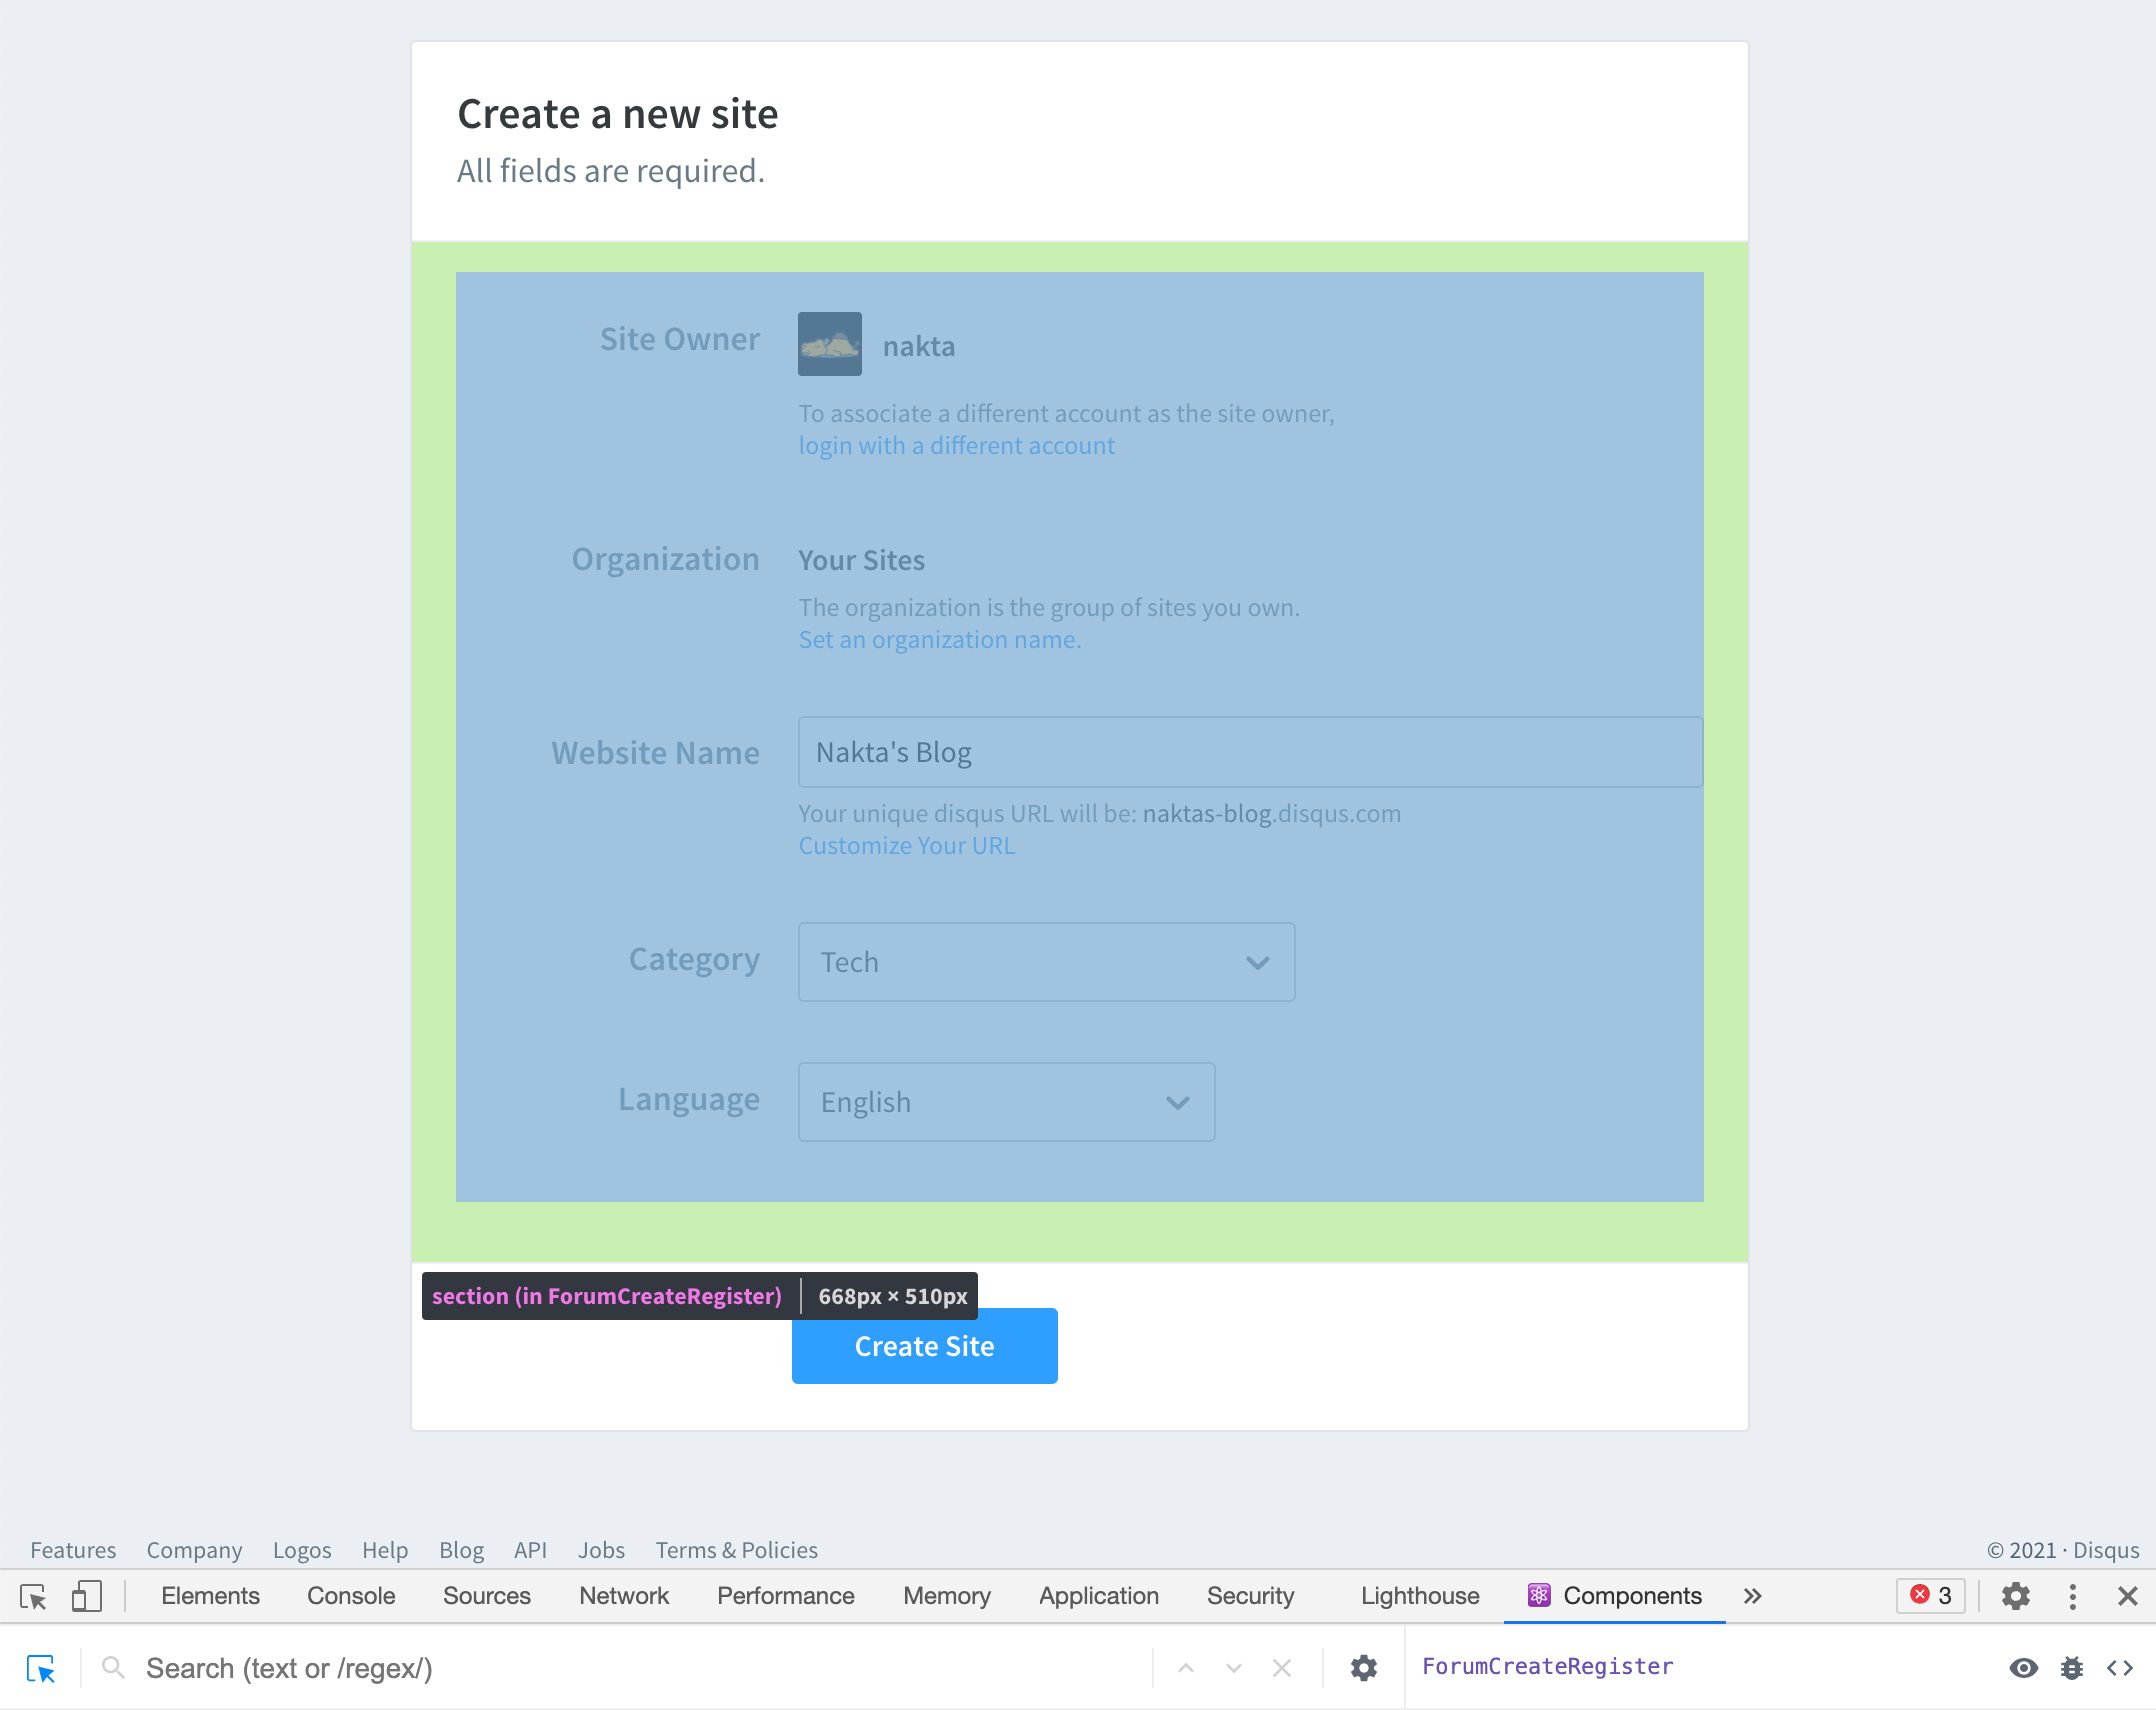 Create a new site
All fields are required.
Site Owner
nakta
To associate a different account as the site owner,
login with a different account
Organization
Your Sites
The organization is the group of sites you own.
Set an organization name.
Website Name
Nakta's Blog
Your unique disqus URL will be: naktas-blog.disqus.com
Customize Your URL
Category
Tech
Language
English
section (in ForumCreateRegister) 668px × 510px
Create Site
Features Company Logos Help Blog API Jobs Terms & Policies © 2021 · Disqus
Elements Console Sources Network Performance Memory Application Security Lighthouse Components 3
Search (text or /regex/) ForumCreateRegister